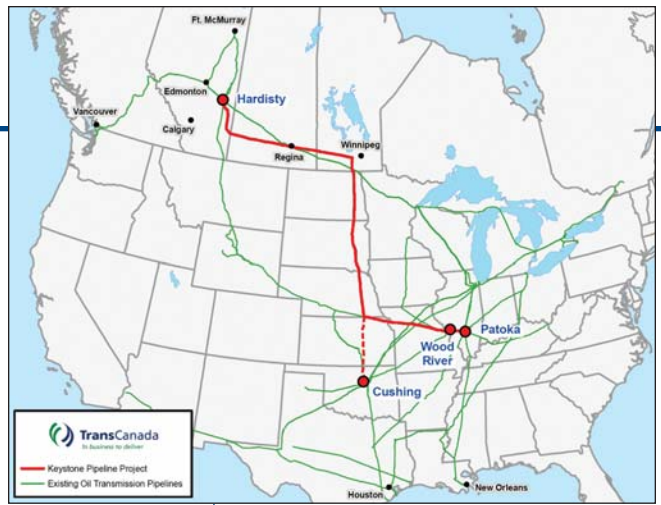 Ft. McMurray
Edmonton
Hardisty
Vancouver
Calgary
Regina
Winnipeg
Wood
River
Patoka
Cushing
TransCanada
In business to deliver
Keystone Pipeline Project
Existing Oil Transmission Pipelines
Houston
New Orleans